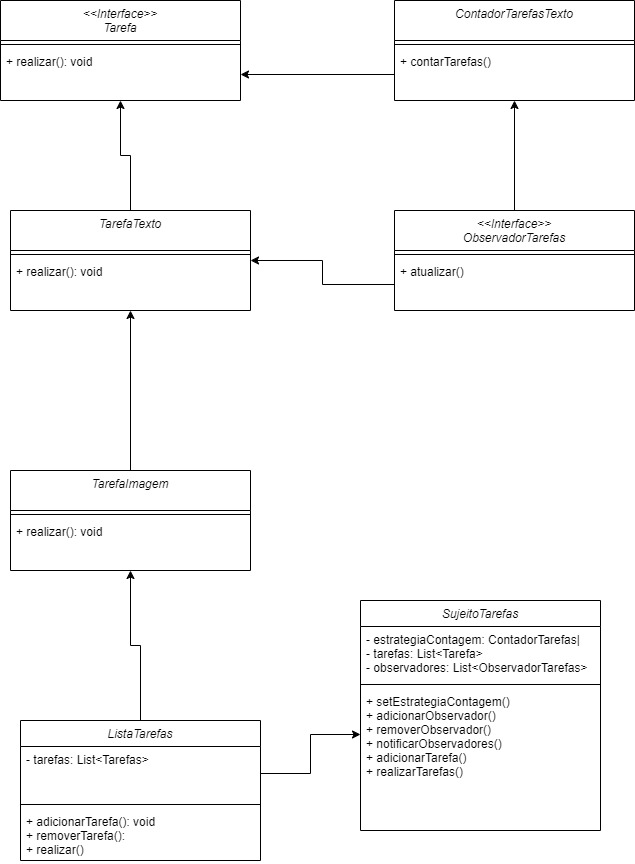 <<Interface>>
Tarefa
+ realizar(): void
ContadorTarefasTexto
+ contarTarefas()
TarefaTexto
+ realizar(): void
<<Interface>>
ObservadorTarefas
+ atualizar()
TarefaImagem
+ realizar(): void
SujeitoTarefas
- estrategiaContagem: ContadorTarefas|
- tarefas: List<Tarefa>
- observadores: List<ObservadorTarefas>
+ setEstrategiaContagem()
+ adicionarObservador()
+ removerObservador()
+ notificarObservadores()
+ adicionarTarefa()
+ realizarTarefas()
ListaTarefas
- tarefas: List<Tarefas>
+ adicionarTarefa(): void
+ removerTarefa():
+ realizar()